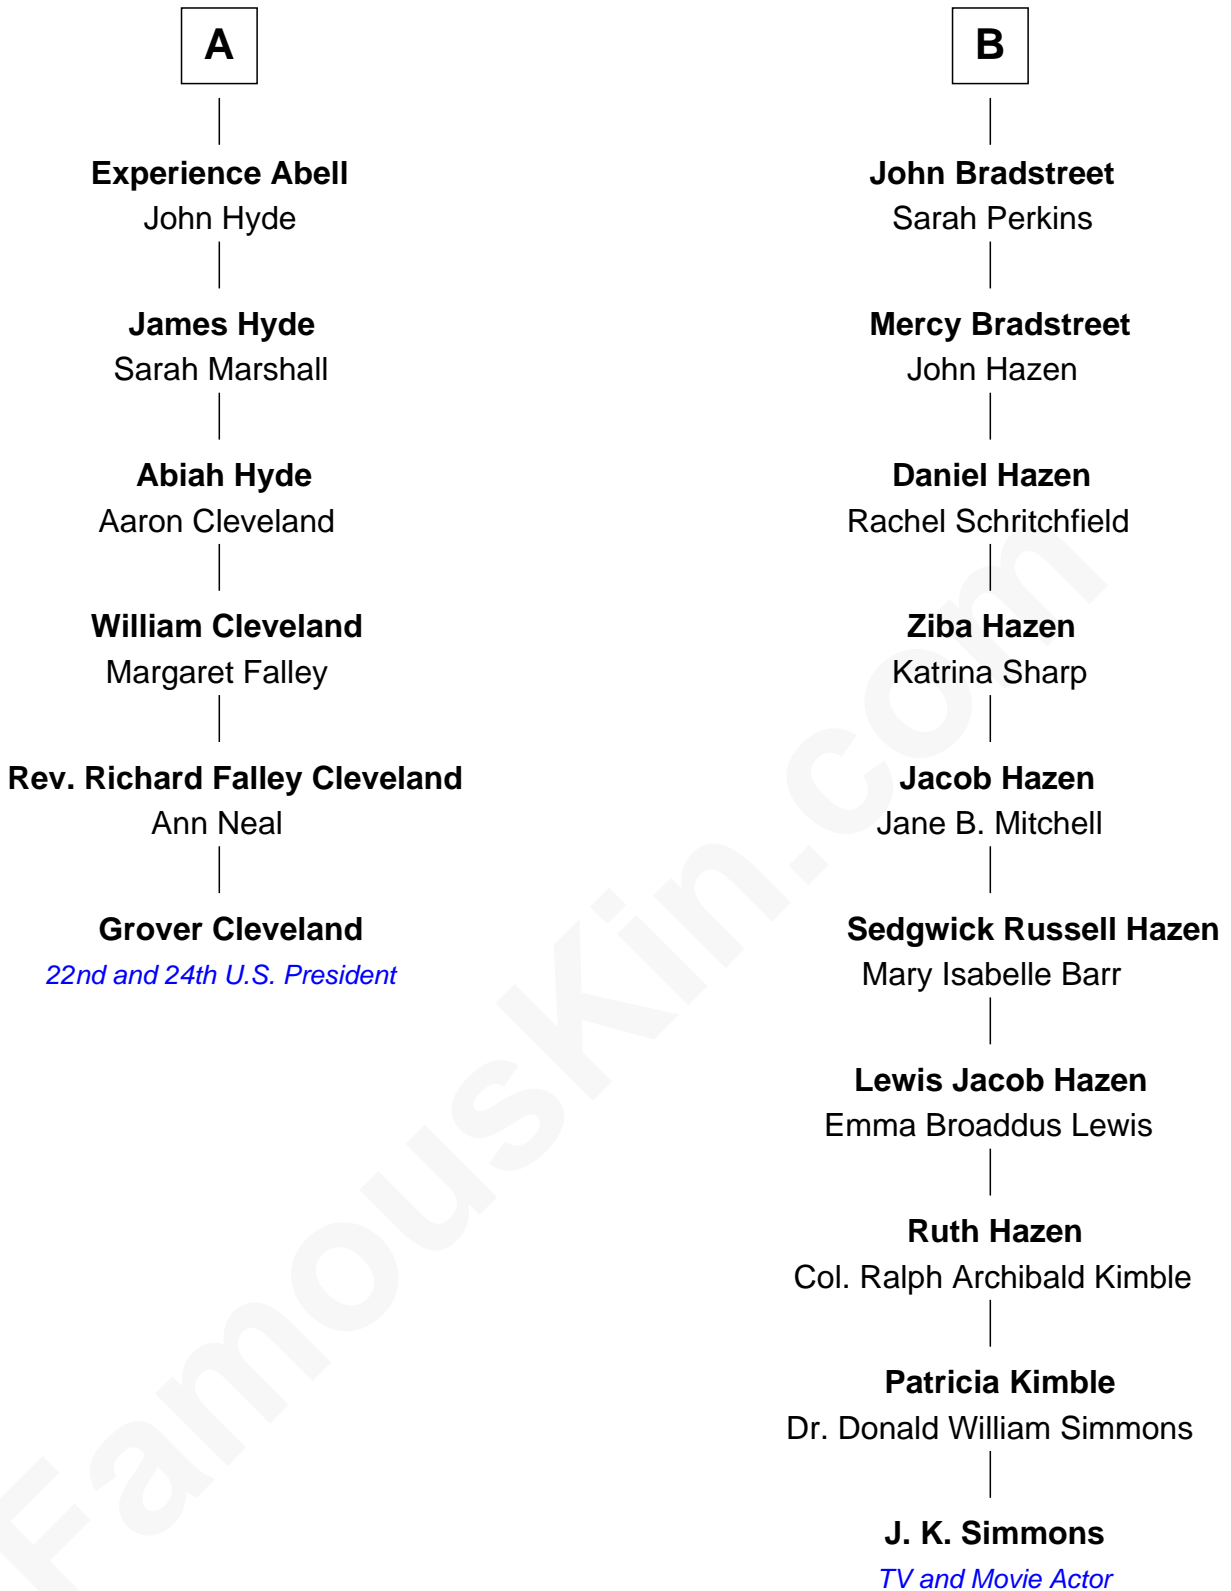 A
Experience Abell
John Hyde
James Hyde
Sarah Marshall
Abiah Hyde
Aaron Cleveland
William Cleveland
Margaret Falley
Rev. Richard Falley Cleveland
Ann Neal
Grover Cleveland
22nd and 24th U.S. President
B
John Bradstreet
Sarah Perkins
Mercy Bradstreet
John Hazen
Daniel Hazen
Rachel Schritchfield
Ziba Hazen
Katrina Sharp
Jacob Hazen
Jane B. Mitchell
Sedgwick Russell Hazen
Mary Isabelle Barr
Lewis Jacob Hazen
Emma Broaddus Lewis
Ruth Hazen
Col. Ralph Archibald Kimble
Patricia Kimble
Dr. Donald William Simmons
J. K. Simmons
TV and Movie Actor
FamousKin.com